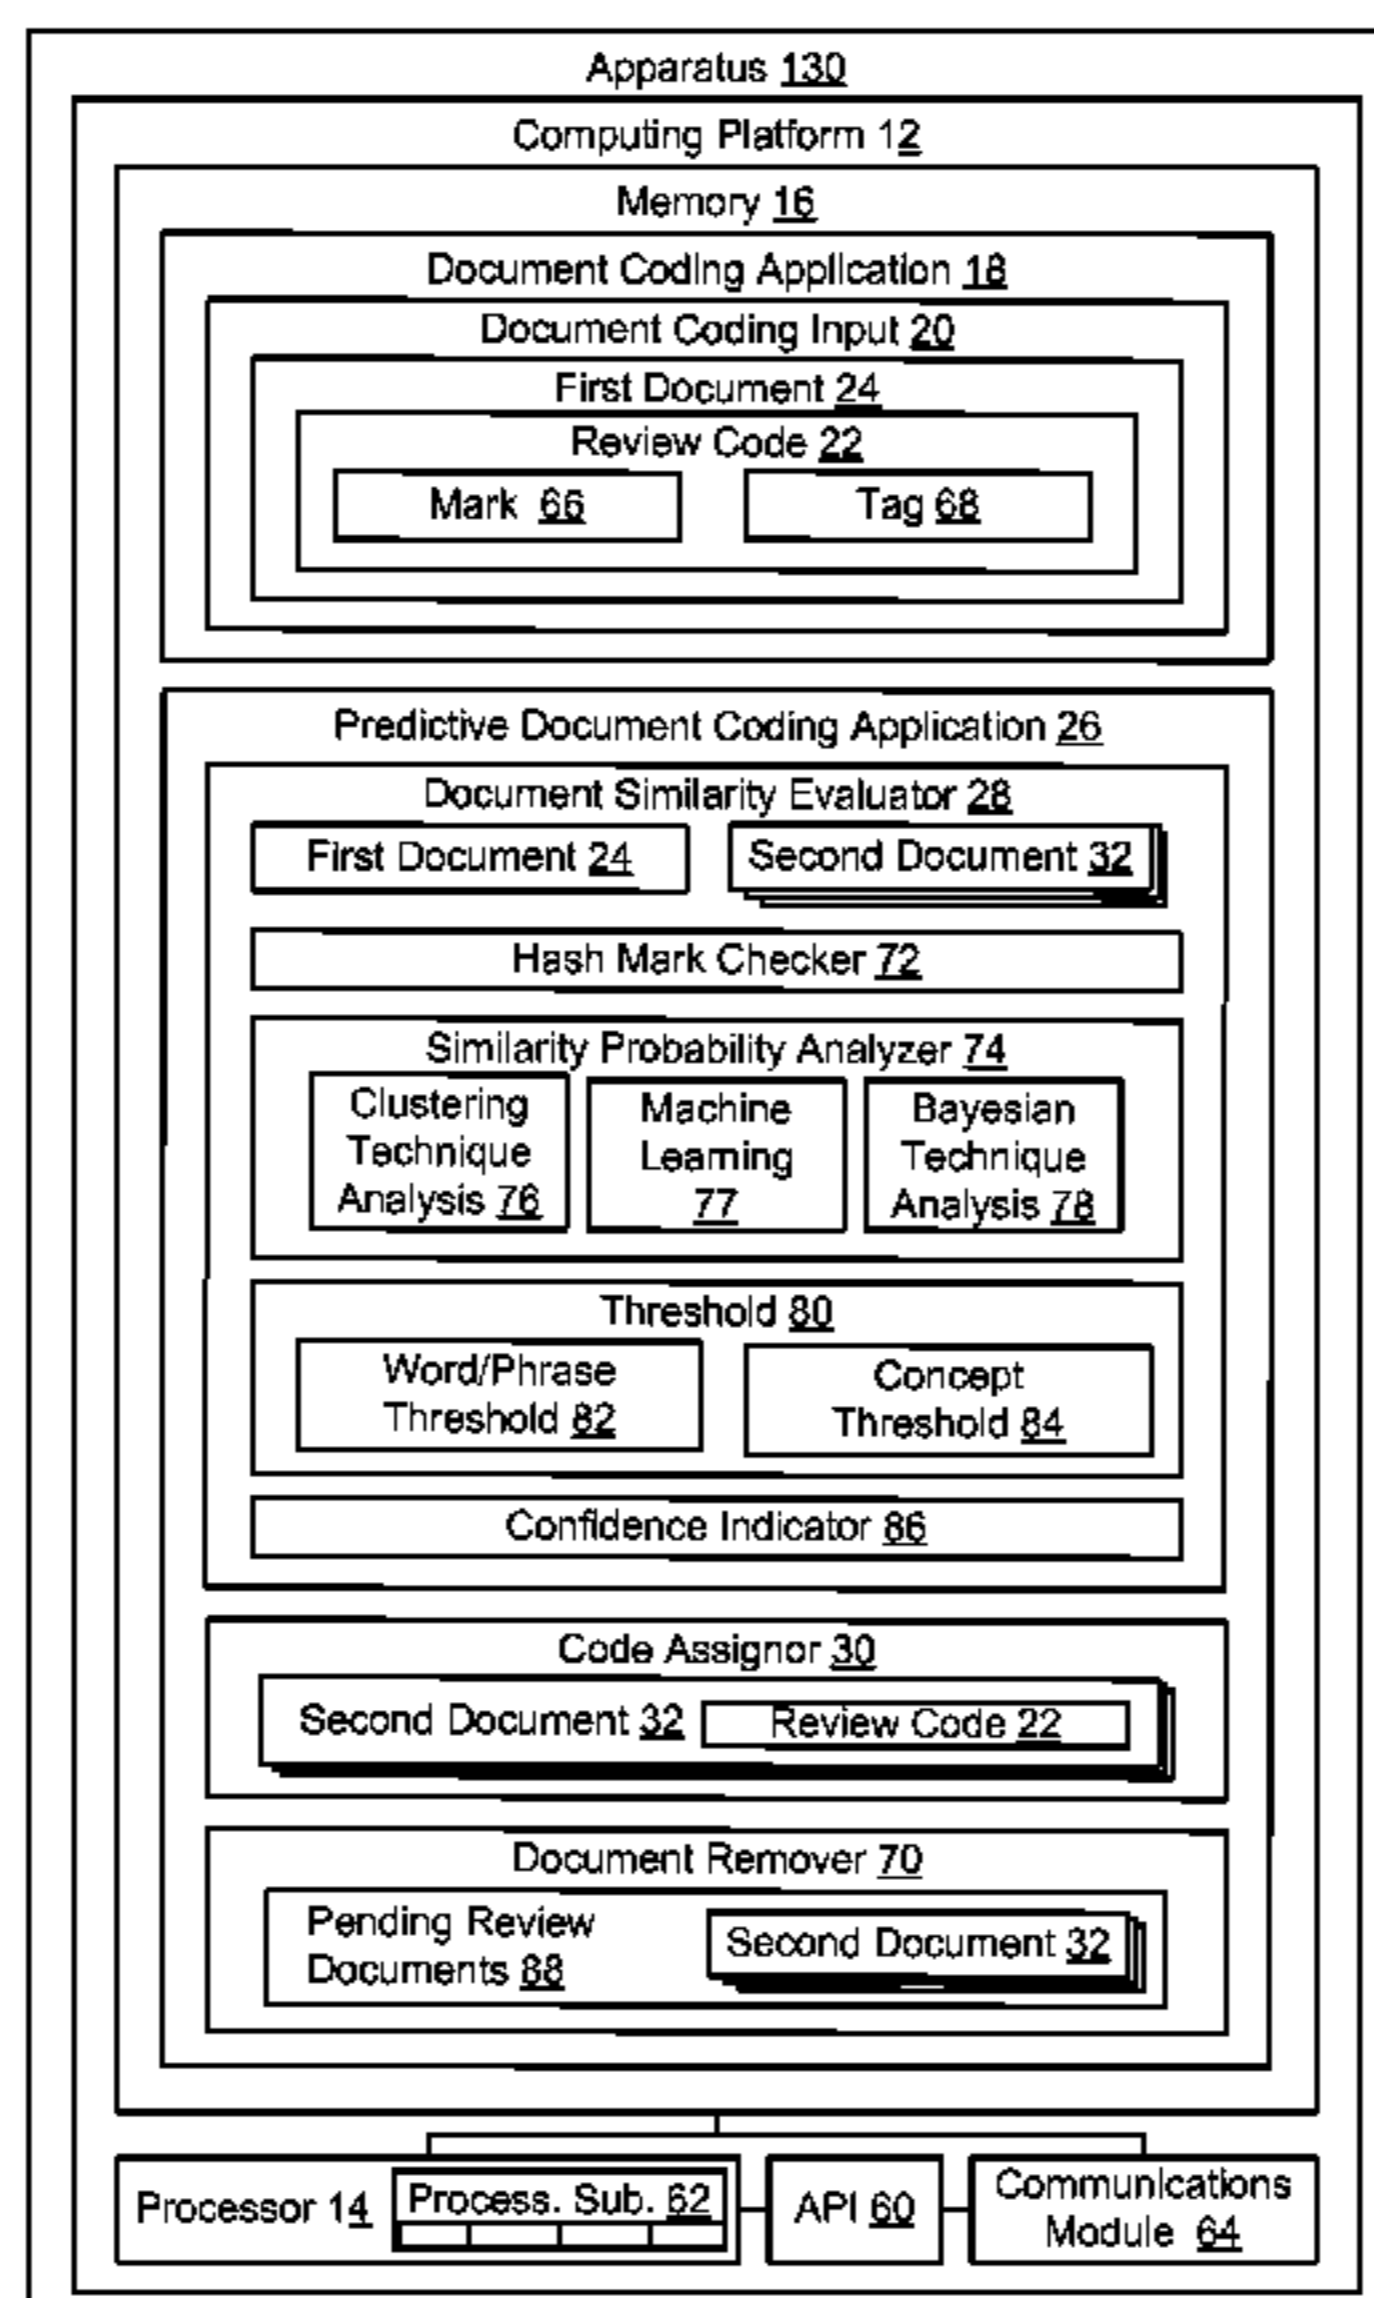 Apparatus 130
Computing Platform 12
Memory 16
Document Coding Application 18
Document Coding Input 20
First Document 24
Review Code 22
Mark 66
Tag 68
Predictive Document Coding Application 26
Document Similarity Evaluator 28
First Document 24
Second Document 32
Hash Mark Checker 72
Similarity Probability Analyzer 74
Clustering
Technique
Analysis 76
Machine
Learning
77
Bayesian
Technique
Analysis 78
Threshold 80
Word/Phrase
Threshold 82
Concept
Threshold 84
Confidence Indicator 86
Code Assignor 30
Second Document 32
Review Code 22
Document Remover 70
Pending Review
Documents 88
Second Document 32
Processor 14
Process. Sub. 62
API 60
Communications
Module 64